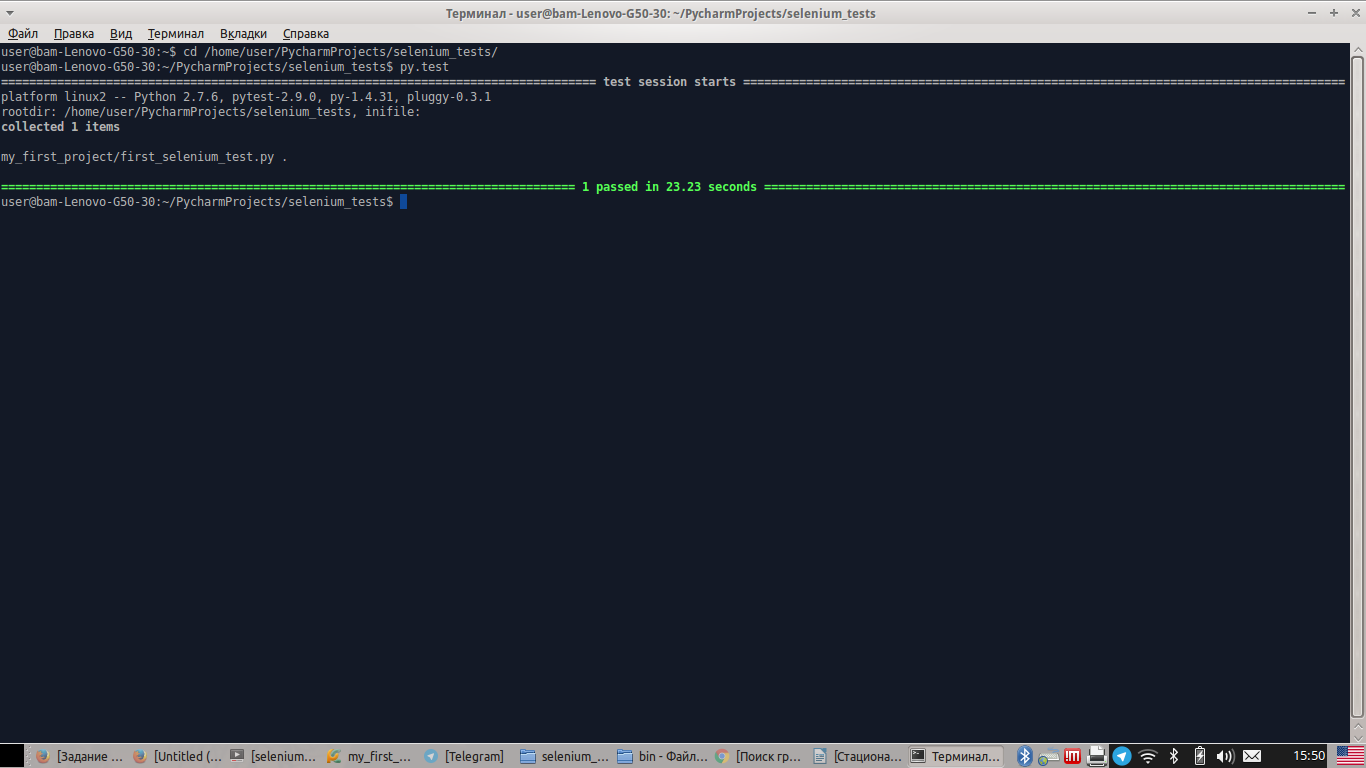 Терминал - user@bam-Lenovo-G50-30: ~/PycharmProjects/selenium_tests
Файл Правка Вид Терминал Вкладки Справка
user@bam-Lenovo-G50-30:~$ cd /home/user/PycharmProjects/selenium_tests/
user@bam-Lenovo-G50-30:~/PycharmProjects/selenium_tests$ py.test
===================================================================================== test session starts ======================================================================================
platform linux2 -- Python 2.7.6, pytest-2.9.0, py-1.4.31, pluggy-0.3.1
rootdir: /home/user/PycharmProjects/selenium_tests, inifile:
collected 1 items
my_first_project/first_selenium_test.py .
================================================================================== 1 passed in 23.23 seconds ===================================================================================
user@bam-Lenovo-G50-30:~/PycharmProjects/selenium_tests$
[Задание ... [Untitled (... [selenium... my_first_... [Telegram] selenium_... bin - Файл... [Поиск гр... [Стациона... Терминал... 15:50